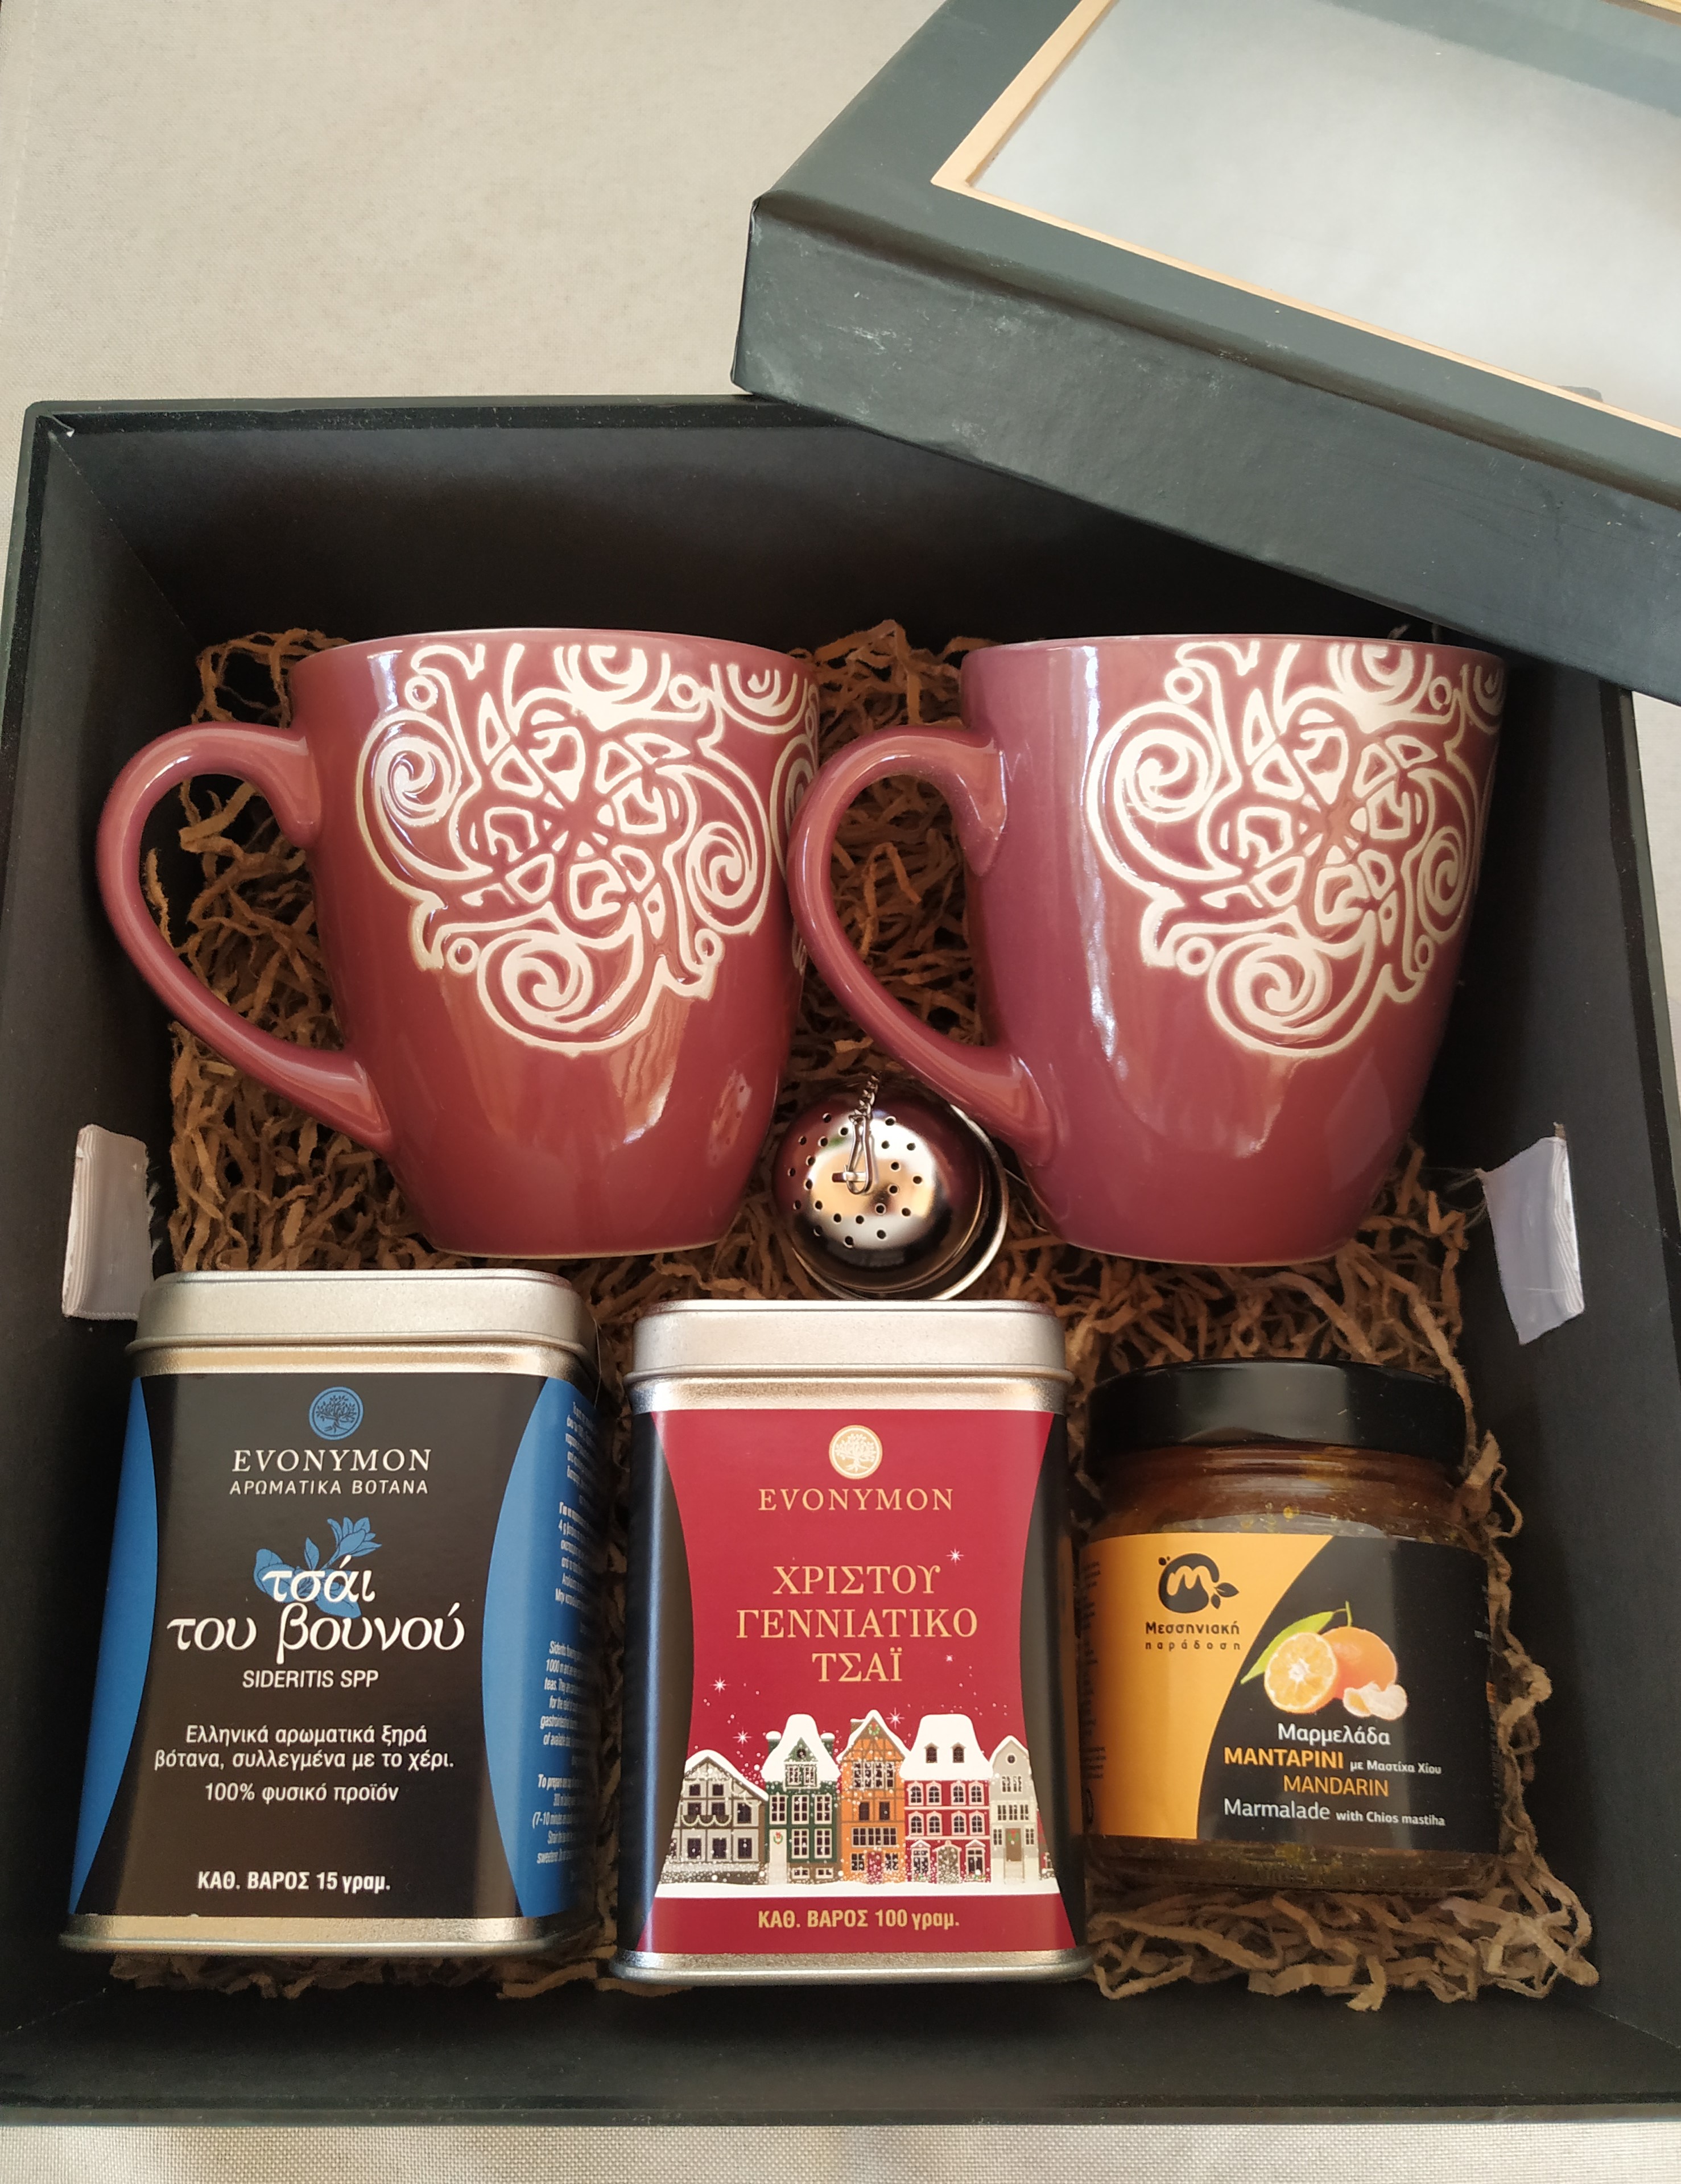 EVONYMON
ΑΡΩΜΑΤΙΚΑ ΒΟΤΑΝΑ
τσάι
του βουνού
SIDERITIS SPP
Ελληνικά αρωματικά ξηρά
βότανα, συλλεγμένα με το χέρι.
100% φυσικό προϊόν
ΚΑΘ. ΒΑΡΟΣ 15 γραμ.
EVONYMON
ΧΡΙΣΤΟΥ
ΓΕΝΝΙΑΤΙΚΟ
ΤΣΑΪ
ΚΑΘ. ΒΑΡΟΣ 100 γραμ.
Μεσσηνιακή
παράδοση
Μαρμελάδα
ΜΑΝΤΑΡΙΝΙ με Μαστίχα Χίου
MANDARIN
Marmalade with Chios mastiha